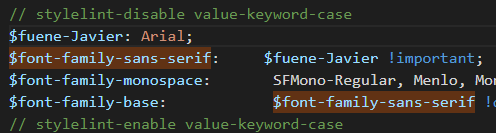 // stylelint-disable value-keyword-case
$fuene-Javier: Arial;
$font-family-sans-serif: $fuene-Javier !important;
$font-family-monospace: SFMono-Regular, Menlo,
$font-family-base: $font-family-sans-serif
// stylelint-enable value-keyword-case